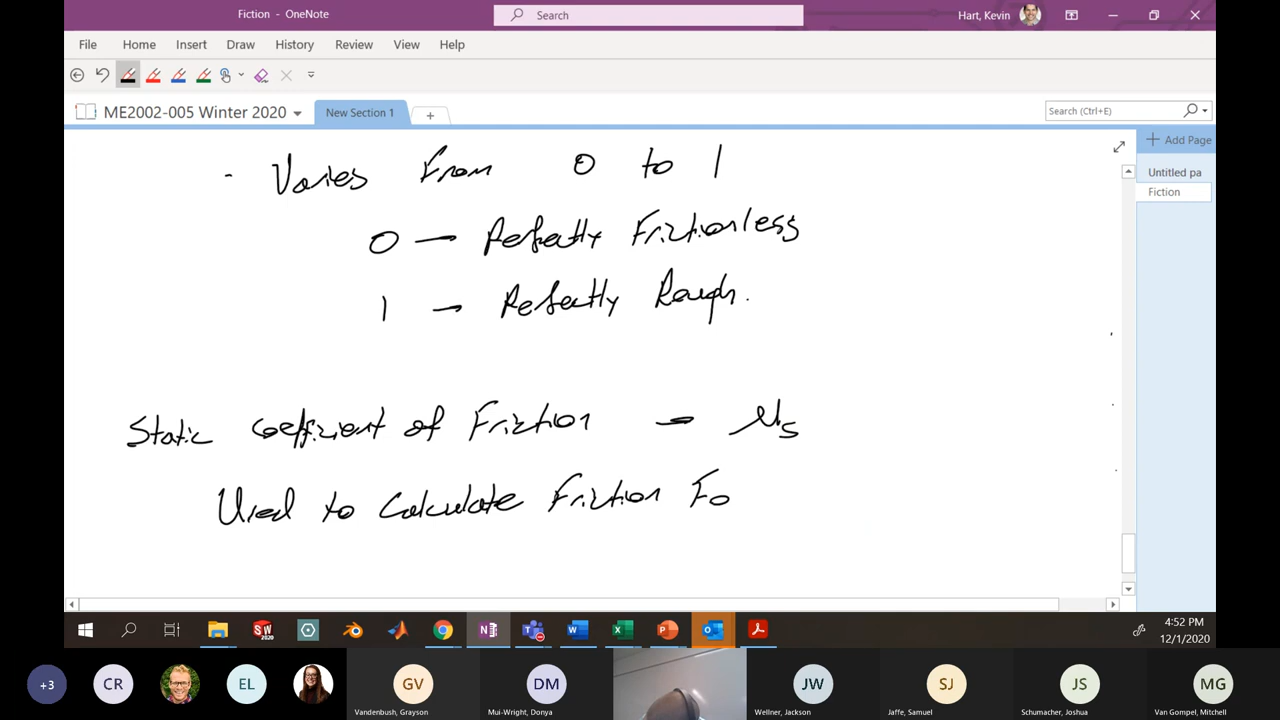 Fiction - OneNote
Search
Hart, Kevin
File Home Insert Draw History Review View Help
ME2002-005 Winter 2020
New Section 1
+
Search (Ctrl+E)
Add Page
Untitled pa
Fiction
- Varies From 0 to 1
0 — Perfectly Frictionless
1 — Perfectly Rough.
Static coefficient of Friction - μs
Used to Calculate Friction Fo
4:52 PM
12/1/2020
+3 CR EL GV DM JW SJ JS MG
Vandenbush, Grayson Mui-Wright, Donya Wellner, Jackson Jaffe, Samuel Schumacher, Joshua Van Gompel, Mitchell